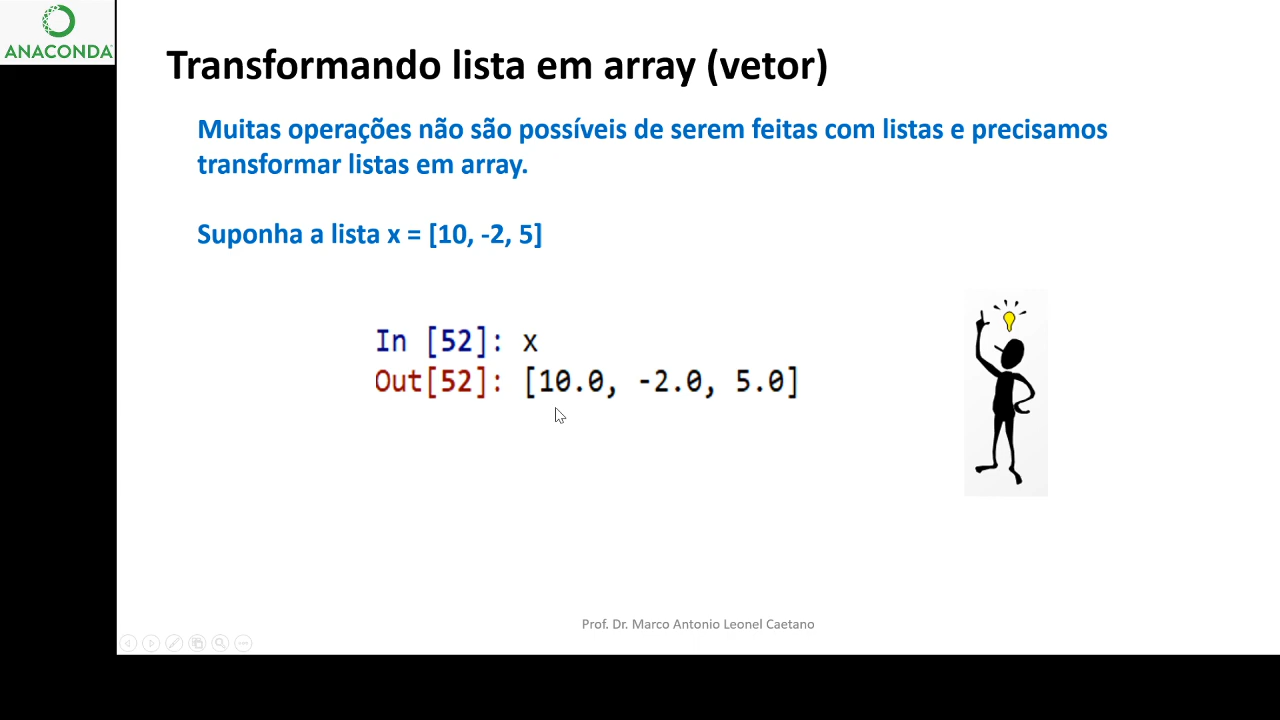 ANACONDA
Transformando lista em array (vetor)
Muitas operações não são possíveis de serem feitas com listas e precisamos
transformar listas em array.
Suponha a lista x = [10, -2, 5]
In [52]: x
Out[52]: [10.0, -2.0, 5.0]
Prof. Dr. Marco Antonio Leonel Caetano